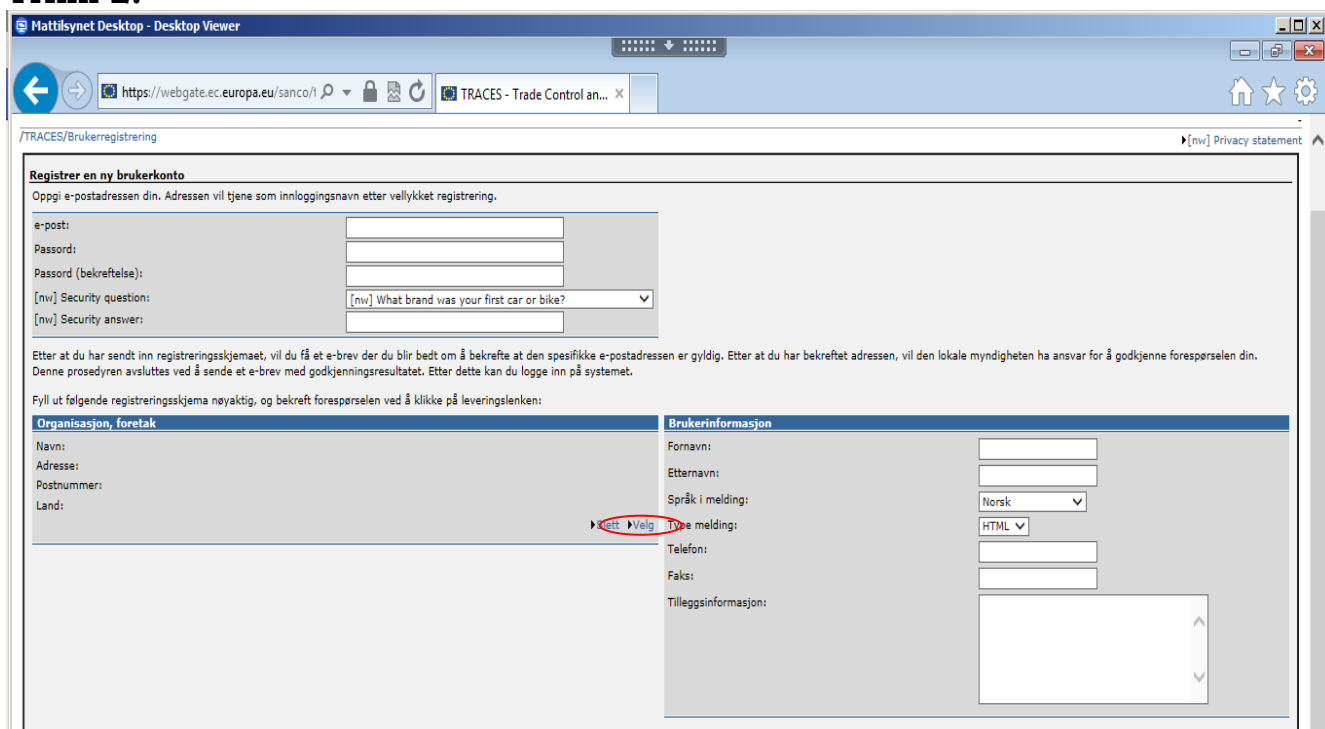 Mattilsynet Desktop - Desktop Viewer
https://webgate.ec.europa.eu/sanco/
TRACES - Trade Control an...
/TRACES/Brukerregistrering
[nw] Privacy statement
Registrer en ny brukerkonto
Oppgi e-postadressen din. Adressen vil tjene som innloggingsnavn etter vellykket registrering.
e-post:
Passord:
Passord (bekreftelse):
[nw] Security question: [nw] What brand was your first car or bike?
[nw] Security answer:
Etter at du har sendt inn registreringsskjemaet, vil du få et e-brev der du blir bedt om å bekrefte at den spesifikke e-postadressen er gyldig. Etter at du har bekreftet adressen, vil den lokale myndigheten ha ansvar for å godkjenne forespørselen din.
Denne prosedyren avsluttes ved å sende et e-brev med godkjenningsresultatet. Etter dette kan du logge inn på systemet.
Fyll ut følgende registreringsskjema nøyaktig, og bekreft forespørselen ved å klikke på leveringslenken:
Organisasjon, foretak
Navn:
Adresse:
Postnummer:
Land:
Slett Velg
Brukerinformasjon
Fornavn:
Etternavn:
Språk i melding: Norsk
Type melding: HTML
Telefon:
Faks:
Tilleggsinformasjon: